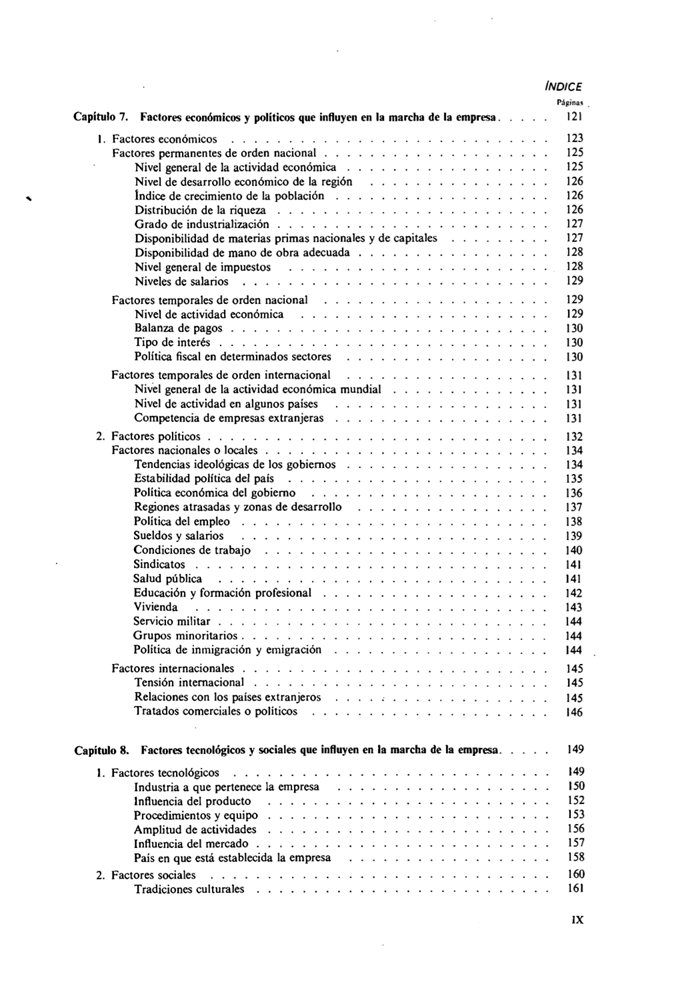 ÍNDICE
Páginas
Capítulo 7. Factores económicos y políticos que influyen en la marcha de la empresa. . . . . 121
1. Factores económicos . . . . . 123
Factores permanentes de orden nacional . . . . . 125
Nivel general de la actividad económica . . . . . 125
Nivel de desarrollo económico de la región . . . . . 126
Índice de crecimiento de la población . . . . . 126
Distribución de la riqueza . . . . . 126
Grado de industrialización . . . . . 127
Disponibilidad de materias primas nacionales y de capitales . . . . . 127
Disponibilidad de mano de obra adecuada . . . . . 128
Nivel general de impuestos . . . . . 128
Niveles de salarios . . . . . 129
Factores temporales de orden nacional . . . . . 129
Nivel de actividad económica . . . . . 129
Balanza de pagos . . . . . 130
Tipo de interés . . . . . 130
Política fiscal en determinados sectores . . . . . 130
Factores temporales de orden internacional . . . . . 131
Nivel general de la actividad económica mundial . . . . . 131
Nivel de actividad en algunos países . . . . . 131
Competencia de empresas extranjeras . . . . . 131
2. Factores políticos . . . . . 132
Factores nacionales o locales . . . . . 134
Tendencias ideológicas de los gobiernos . . . . . 134
Estabilidad política del país . . . . . 135
Política económica del gobierno . . . . . 136
Regiones atrasadas y zonas de desarrollo . . . . . 137
Política del empleo . . . . . 138
Sueldos y salarios . . . . . 139
Condiciones de trabajo . . . . . 140
Sindicatos . . . . . 141
Salud pública . . . . . 141
Educación y formación profesional . . . . . 142
Vivienda . . . . . 143
Servicio militar . . . . . 144
Grupos minoritarios . . . . . 144
Política de inmigración y emigración . . . . . 144
Factores internacionales . . . . . 145
Tensión internacional . . . . . 145
Relaciones con los países extranjeros . . . . . 145
Tratados comerciales o políticos . . . . . 146
Capítulo 8. Factores tecnológicos y sociales que influyen en la marcha de la empresa. . . . . 149
1. Factores tecnológicos . . . . . 149
Industria a que pertenece la empresa . . . . . 150
Influencia del producto . . . . . 152
Procedimientos y equipo . . . . . 153
Amplitud de actividades . . . . . 156
Influencia del mercado . . . . . 157
País en que está establecida la empresa . . . . . 158
2. Factores sociales . . . . . 160
Tradiciones culturales . . . . . 161
IX